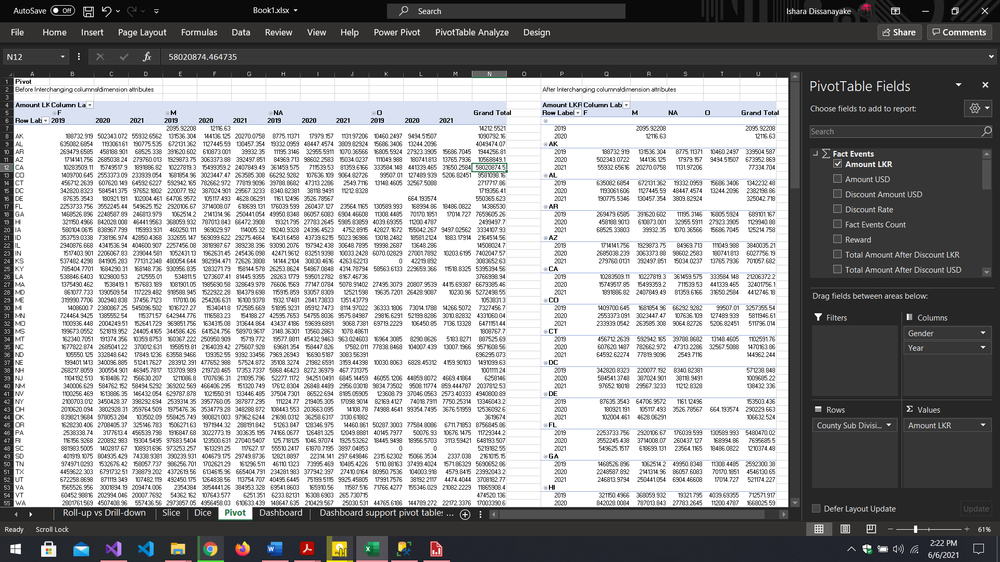 AutoSave Off Book1.xlsx Search Ishara Dissanayake
File Home Insert Page Layout Formulas Data Review View Help Power Pivot PivotTable Analyze Design Share Comments
N12 fx 58020874.464735
A B C D E F G H I J K L M N O P Q R S T U
1 Pivot
2 Before Interchanging columns/dimension attributes After Interchanging columns/dimension attributes
3
4 Amount LK Column La Amount LKR Column Lab
5 F M NA O Grand Total Row Label F M NA O Grand Total
6 Row Lab 2019 2020 2021 2019 2020 2021 2019 2020 2021 2019 2020 2021
7 2095.92208 12116.63 14212.5521 2019 2095.92208 2095.92208
8 AK 188732.919 502343.072 55932.6562 131536.304 144136.125 20270.0758 8775.11371 17979.157 1131.97206 10460.2497 9494.51507 1090792.16 2020 12116.63 12116.63
9 AL 635082.6854 1193061.61 190775.535 672131.362 1127445.59 130457.354 19332.0959 48447.4574 3809.82924 15686.3406 13244.2096 4049474.07 AK
10 AR 269479.6585 458188.901 68525.338 391620.602 610873.001 39932.35 11195.3146 32955.5911 1070.36566 16805.5924 27923.3905 15686.7045 1944256.81 2019 188732.919 131536.304 8775.11371 10460.2497 339504.587
11 AZ 1714141.756 2685038.24 279760.013 1929873.75 3063373.88 392497.851 84969.713 98602.2583 15034.0237 111049.988 180741.813 13765.7936 10568849.1 2020 502343.0722 144136.125 17979.157 9494.51507 673952.869
12 CA 10283509.11 15749517.9 1891886.82 10227819.3 15499359.2 2407849.49 361459.575 711539.53 81359.6166 333584.148 441339.465 31650.2584 58020874.5 2021 55932.65616 20270.0758 1131.97206 77334.704
13 CO 1409700.645 2553373.09 233939.054 1681854.96 3023447.47 263585.308 66292.9282 107636.109 9064.82726 99507.01 127489.939 5206.82451 9581098.16 AL
14 CT 456712.2639 607620.149 64592.6227 592942.165 782662.972 77819.9096 39788.8682 47313.2286 2549.7116 13148.4605 32567.5088 2717717.86 2019 635082.6854 672131.362 19332.0959 15686.3406 1342232.48
15 DC 342820.8323 584541.375 97652.1802 220077.192 387024.901 29567.3233 8340.82381 38118.9491 11212.8328 1719356.41 2020 1193061.606 1127445.59 48447.4574 13244.2096 2382198.86
16 DE 87635.3543 180921.191 102004.461 64706.9572 105117.493 4628.06291 1161.12496 3526.78567 664.193574 550365.623 2021 190775.5346 130457.354 3809.82924 325042.718
17 FL 2253733.756 3552245.44 549625.152 2920106.67 3714008.07 618699.131 176039.599 260437.127 23564.1165 130589.993 168994.86 18486.0822 14386530 AR
18 GA 1468526.896 2248587.89 246813.979 1062514.2 2141314.96 250441.054 49950.8348 86057.6083 6904.46608 11308.4485 70170.1851 17014.727 7659605.26 2019 269479.6585 391620.602 11195.3146 16805.5924 689101.167
19 HI 321150.4966 842028.008 46441.9563 368059.932 787013.843 66472.3908 19321.795 27783.2645 5985.83859 4039.69355 11200.4787 2499497.7 2020 458188.9013 610873.001 32955.5911 27923.3905 1129940.88
20 IA 580104.0615 838967.799 115993.931 460250.111 969029.97 114005.32 19240.9328 24396.4523 4752.8915 42827.1672 155042.267 9497.02562 3334107.93 2021 68525.33803 39932.35 1070.36566 15686.7045 125214.758
21 ID 353759.0338 738196.974 42850.4368 332655.147 569099.622 29275.4664 16431.6458 43739.6215 5023.96986 13018.2482 18581.2124 1883.17914 2164514.56 AZ
22 IL 2940876.668 4341536.94 404600.907 2257456.08 3818987.67 389238.396 93090.2076 197942.438 30648.7895 19998.2687 13648.286 14508024.7 2019 1714141.756 1929873.75 84969.713 111049.988 3840035.21
23 IN 1517403.901 2206067.83 239044.581 1052431.13 1962631.45 245436.098 42471.9612 83251.9398 10033.2428 6070.02829 27001.7892 10203.6195 7402047.57 2020 2685038.239 3063373.88 98602.2583 180741.813 6027756.19
24 KS 537482.4298 841905.283 77131.2348 480054.644 982994.471 72626.3808 14144.2104 30830.4616 4263.62213 0 42219.892 3083652.63 2021 279760.0131 392497.851 15034.0237 13765.7936 701057.682
25 KY 785404.7701 1684290.31 168148.736 930956.835 1283271.79 158144.578 26253.8624 54867.0848 4314.78794 58563.6133 229659.366 11518.8325 5395394.56 CA
26 LA 538846.6403 1029800.53 212555.01 534811.5 1273607.41 81445.9355 28263.1779 59501.2782 8167.46736 3766998.94 2019 10283509.11 10227819.3 361459.575 333584.148 21206372.2
27 MA 1375490.462 1538419.1 157683.189 1081901.05 1985690.58 328649.978 76606.1569 77147.0784 5078.91402 27495.3079 20807.9539 4415.69387 6679385.46 2020 15749517.85 15499359.2 711539.53 441339.465 32401756.1
28 MD 861077.733 1390509.54 117229.482 918588.945 1522922.28 184379.698 115915.859 93057.8309 12521.598 19635.7201 26428.9087 10230.96 5272498.55 2021 1891886.82 2407849.49 81359.6166 31650.2584 4412746.18
29 ME 319990.7706 302940.838 37456.7123 117010.06 254206.631 16100.9378 1932.17481 2841.73833 1351.43779 1053831.3 CO
30 MI 1408600.7 2380867.25 545096.502 1016727.27 1534041.8 172585.669 51895.9231 85912.7473 8114.97022 36333.1806 73014.1788 14266.5072 7327456.7 2019 1409700.645 1681854.96 66292.9282 99507.01 3257355.54
31 MN 724464.9425 1385552.54 115371.57 642944.776 1116583.23 154188.27 42595.7653 54755.8036 9575.84987 29816.6291 52199.8286 3010.82832 4331060.04 2020 2553373.091 3023447.47 107636.109 127489.939 5811946.61
32 MO 1100936.448 2004249.51 152641.729 969851.756 1634315.08 313644.864 43437.4186 59699.6891 9068.7381 69719.2229 106450.85 7136.13328 6471151.44 2021 233939.0542 263585.308 9064.82726 5206.82451 511796.014
33 MS 199673.0552 521819.952 24405.4165 344586.426 641524.756 58970.9617 3148.36301 13560.2863 1078.48611 1808767.7 CT
34 MT 162340.7051 191374.356 10359.8753 160367.222 250950.909 15719.772 19577.8811 45432.9463 963.024603 16964.3085 8290.8626 5183.8271 887525.69 2019 456712.2639 592942.165 39788.8682 13148.4605 1102591.76
35 NC 1677822.874 2685041.22 370012.631 1958519.81 2164039.42 275607.928 69681.354 158447.826 17582.011 77838.8468 104007.439 13007.1966 9571608.56 2020 607620.1487 782662.972 47313.2286 32567.5088 1470163.86
36 ND 105550.125 332848.642 17849.1236 63558.9466 139352.55 9392.33456 7969.26943 16690.5187 3083.56391 696295.073 2021 64592.62274 77819.9096 2549.7116 144962.244
37 NE 199401.1413 340096.885 51241.7627 283912.391 477652.988 57524.872 35108.3274 21982.6591 3159.44398 10030.8063 6828.45312 4159.90103 1491099.63 DC
38 NH 268217.8059 300554.901 46945.7817 133709.989 219720.465 17353.7337 5868.46423 8272.36979 467.731375 1001111.24 2019 342820.8323 220077.192 8340.82381 571238.848
39 NJ 1104192.513 1618486.72 156630.207 1211086.8 1707696.31 211095.796 52277.1172 94251.0491 6845.14459 46055.1206 44859.8072 4669.41864 6258146 2020 584541.3748 387024.901 38118.9491 1009685.22
40 NM 340006.629 584762.152 58494.5292 369202.569 466406.295 151320.749 17612.8304 26848.4489 2956.03018 9834.73502 9508.11774 859.444787 2037812.53 2021 97652.18018 29567.3233 11212.8328 138432.336
41 NV 1100256.469 1613886.35 146432.054 629787.878 1021550.91 133446.485 37504.7301 86522.694 8185.05905 123608.79 37046.0563 2573.40333 4940800.89 DE
42 NY 2100703.012 3450428.37 398292.694 2539314.35 3957760.05 387877.295 111224.77 219405.305 17098.9014 82169.4127 74018.7911 7750.25314 13346043.2 2019 87635.3543 64706.9572 1161.12496 153503.436
43 OH 2010620.094 3802928.31 359764.509 1975476.36 3534779.28 348288.872 108443.553 203663.095 14108.78 74988.4641 99354.7495 3676.51959 12536092.6 2020 180921.191 105117.493 3526.78567 664.193574 290229.663
44 OK 839821.9684 978053.284 103502.09 558425.749 980821.003 97962.6244 21698.0312 36258.6317 3130.61882 3619674 2021 102004.461 4628.06291 106632.524
45 OR 1628230.406 2708405.37 325146.783 1506271.63 1971944.32 288191.842 51263.847 128346.975 14460.861 50287.3003 77584.8086 6711.71853 8756845.86 FL
46 PA 2538338.74 3177613.4 456539.798 1916847.68 3022773.19 303635.195 74166.0677 126481.325 12049.8881 40145.7977 50076.93 10676.1475 11729344.2 2019 2253733.756 2920106.67 176039.599 130589.993 5480470.02
47 RI 116156.9268 220892.983 19304.5495 97683.5404 123500.631 27040.5407 125.718125 1046.97074 1925.53262 18445.9498 18956.5703 3113.59421 648193.507 2020 3552245.438 3714008.07 260437.127 168994.86 7695685.5
48 SC 881983.5005 1402817.67 108931.696 973253.257 1613291.25 117627.17 55510.2417 61870.7195 3897.04853 0 0 5219182.55 2021 549625.1517 618699.131 23564.1165 18486.0822 1210374.48
49 SD 401919.1075 804935.429 74338.9381 390239.931 404679.175 29749.8736 12821.8897 22314.141 297.649846 2315.62302 15066.3534 2337.038 2161015.15 GA
50 TN 974971.0293 1532676.42 158057.737 986256.701 1702621.29 161296.511 46110.1323 73995.469 10485.4226 5110.88163 37499.4024 1571.86329 5690652.86 2019 1468526.896 1062514.2 49950.8348 11308.4485 2592300.38
51 TX 4459622.303 6791732.51 738879.202 4372619.56 6134615.96 665404.791 234281.983 377942.397 27410.0164 80950.7536 104003.918 4579.8415 23992043.2 2020 2248587.892 2141314.96 86057.6083 70170.1851 4546130.65
52 UT 672258.8698 871119.349 107482.119 492450.175 1264838.56 113754.707 40495.6445 75199.5115 9925.45805 17991.7576 38192.2117 4474.4044 3708182.77 2021 246813.9794 250441.054 6904.46608 17014.727 521174.227
53 VA 1565526.956 3001894.19 209474.006 2354384 3854441.26 384953.328 69541.8603 165910.56 11587.516 71766.4277 155346.029 21082.2229 11865908.4 HI
54 VT 60452.98816 202994.046 20007.7692 54362.162 107643.577 6251.351 6233.82131 16308.6903 265.730715 474520.136 2019 321150.4966 368059.932 19321.795 4039.69355 712571.917
55 WA 2801761.569 4507408.96 557436.56 2973857.05 4956458.03 610633.439 148647.635 210429.567 25030.531 44765.6186 144789.272 22172.3376 17003390.6 2020 842028.0084 787013.843 27783.2645 11200.4787 1668025.59
PivotTable Fields
Choose fields to add to report:
Search
Fact Events
Amount LKR
Amount USD
Discount Amount USD
Discount Rate
Fact Events Count
Reward
Total Amount After Discount LKR
Total Amount After Discount USD
Drag fields between areas below:
Filters Columns
Gender
Year
Rows Values
County Sub Divisi... Amount LKR
Defer Layout Update Update
Roll-up vs Drill-down Slice Dice Pivot Dashboard Dashboard support pivot tables ...
Ready Scroll Lock 61%
2:22 PM
6/6/2021